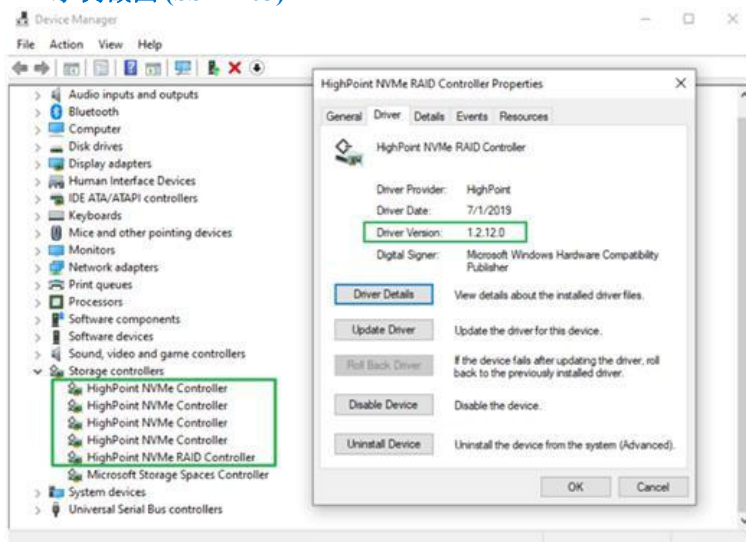 Device Manager
File Action View Help
Audio inputs and outputs
Bluetooth
Computer
Disk drives
Display adapters
Human Interface Devices
IDE ATA/ATAPI controllers
Keyboards
Mice and other pointing devices
Monitors
Network adapters
Print queues
Processors
Software components
Software devices
Sound, video and game controllers
Storage controllers
HighPoint NVMe Controller
HighPoint NVMe Controller
HighPoint NVMe Controller
HighPoint NVMe Controller
HighPoint NVMe RAID Controller
Microsoft Storage Spaces Controller
System devices
Universal Serial Bus controllers
HighPoint NVMe RAID Controller Properties
General Driver Details Events Resources
HighPoint NVMe RAID Controller
Driver Provider: HighPoint
Driver Date: 7/1/2019
Driver Version: 1.2.12.0
Digital Signer: Microsoft Windows Hardware Compatibility
Publisher
Driver Details View details about the installed driver files.
Update Driver Update the driver for this device.
Roll Back Driver If the device fails after updating the driver, roll
back to the previously installed driver.
Disable Device Disable the device.
Uninstall Device Uninstall the device from the system (Advanced).
OK Cancel